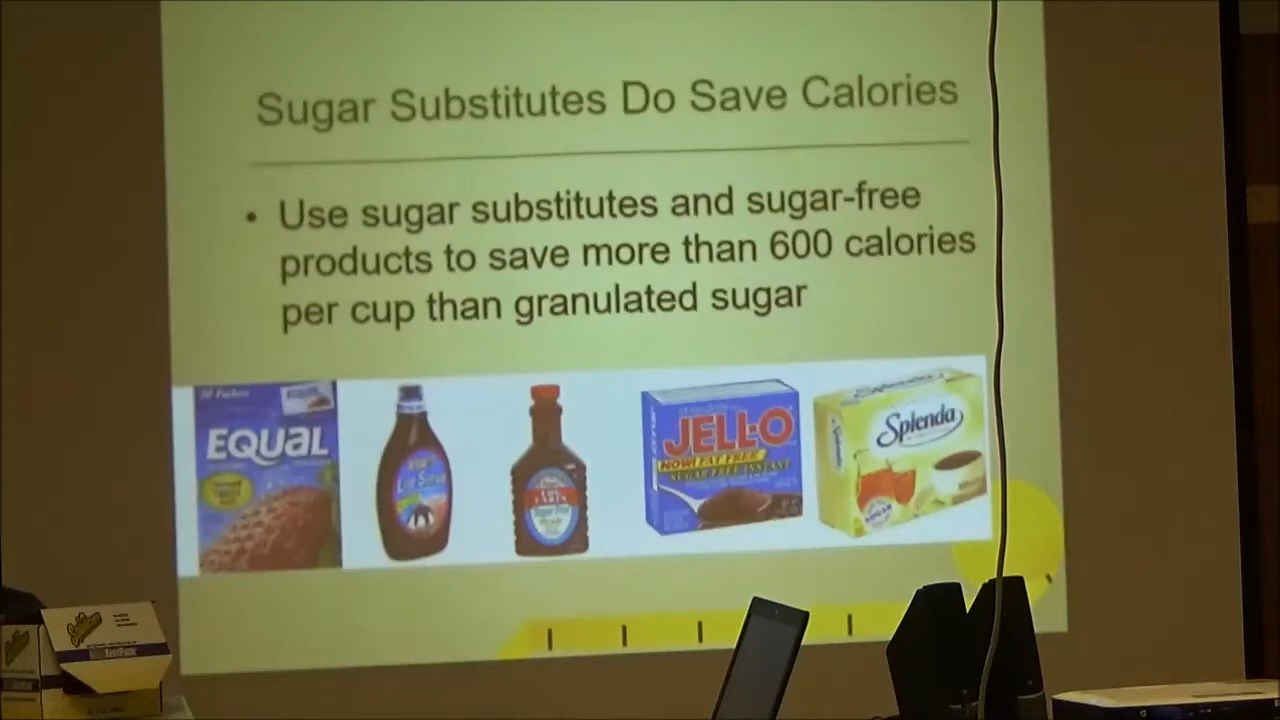 Sugar Substitutes Do Save Calories
• Use sugar substitutes and sugar-free
products to save more than 600 calories
per cup than granulated sugar
EQUAL
JELL-O
NOW! FAT FREE
SUGAR FREE INSTANT
Splenda
SUGAR